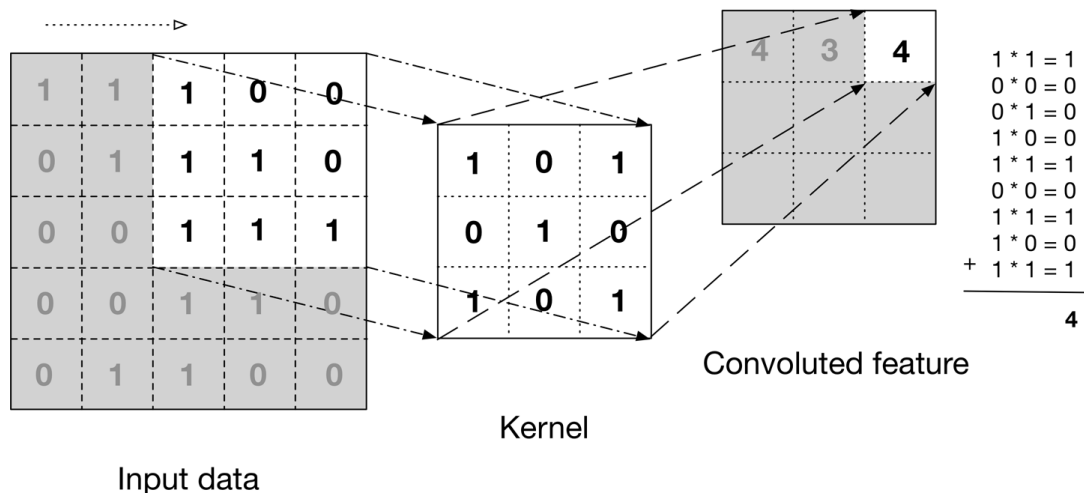 1 1 1 0 0
0 1 1 1 0
0 0 1 1 1
0 0 1 1 0
0 1 1 0 0
Input data
1 0 1
0 1 0
1 0 1
Kernel
4 3 4
Convoluted feature
1 * 1 = 1
0 * 0 = 0
0 * 1 = 0
1 * 0 = 0
1 * 1 = 1
0 * 0 = 0
1 * 1 = 1
1 * 0 = 0
+ 1 * 1 = 1
4